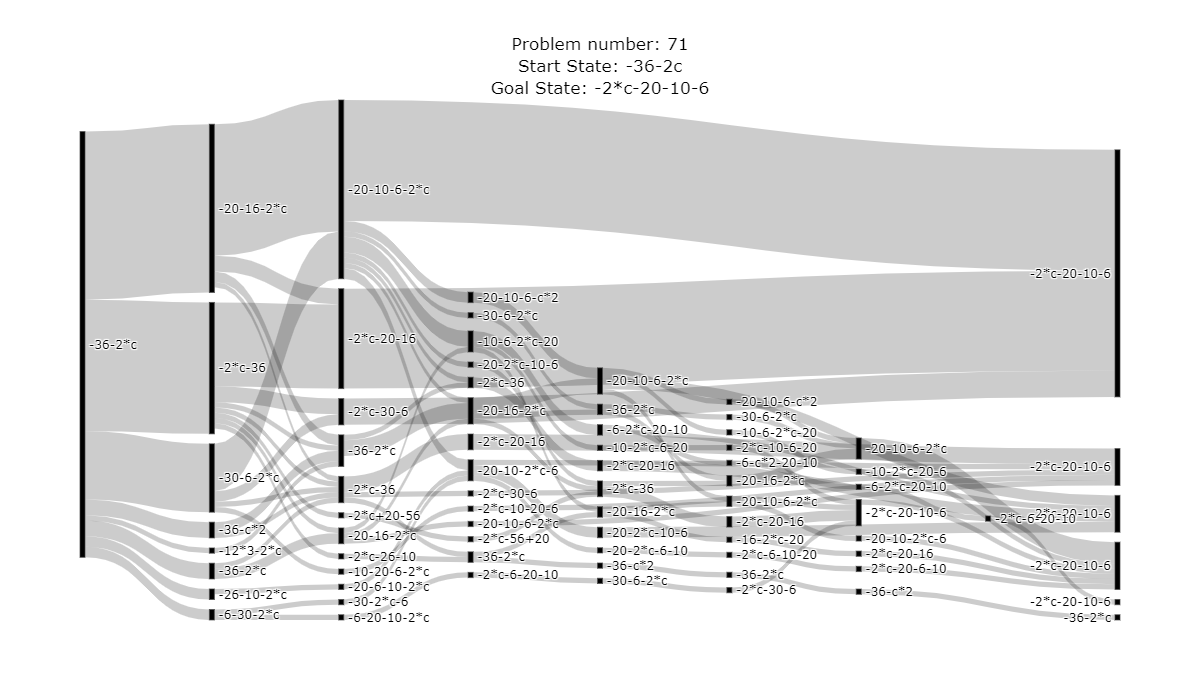 Problem number: 71
Start State: -36-2c
Goal State: -2*c-20-10-6
-36-2*c
-20-16-2*c
-2*c-36
-30-6-2*c
-36-c*2
-12*3-2*c
-36-2*c
-26-10-2*c
-6-30-2*c
-20-10-6-2*c
-2*c-20-16
-2*c-30-6
-36-2*c
-2*c-36
-2*c+20-56
-20-16-2*c
-2*c-26-10
-10-20-6-2*c
-20-6-10-2*c
-30-2*c-6
-6-20-10-2*c
-20-10-6-c*2
-30-6-2*c
-10-6-2*c-20
-20-2*c-10-6
-2*c-36
-20-16-2*c
-2*c-20-16
-20-10-2*c-6
-2*c-30-6
-2*c-10-20-6
-20-10-6-2*c
-2*c-56+20
-36-2*c
-2*c-6-20-10
-20-10-6-2*c
-36-2*c
-6-2*c-20-10
-10-2*c-6-20
-2*c-20-16
-2*c-36
-20-16-2*c
-20-2*c-10-6
-20-2*c-6-10
-36-c*2
-30-6-2*c
-20-10-6-c*2
-30-6-2*c
-10-6-2*c-20
-2*c-10-6-20
-6-c*2-20-10
-20-16-2*c
-20-10-6-2*c
-2*c-20-16
-16-2*c-20
-2*c-6-10-20
-36-2*c
-2*c-30-6
-20-10-6-2*c
-10-2*c-20-6
-6-2*c-20-10
-2*c-20-10-6
-20-10-2*c-6
-2*c-20-16
-2*c-20-6-10
-36-c*2
-2*c-6-20-10
-2*c-20-10-6
-2*c-20-10-6
-2*c-20-10-6
-2*c-20-10-6
-2*c-20-10-6
-36-2*c